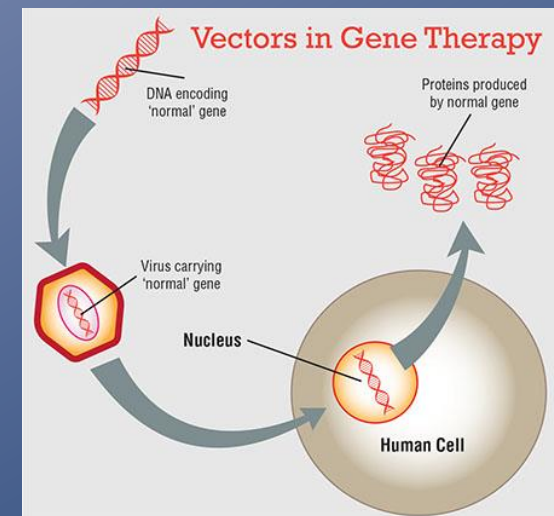 Vectors in Gene Therapy
DNA encoding
‘normal’ gene
Proteins produced
by normal gene
Virus carrying
‘normal’ gene
Nucleus
Human Cell